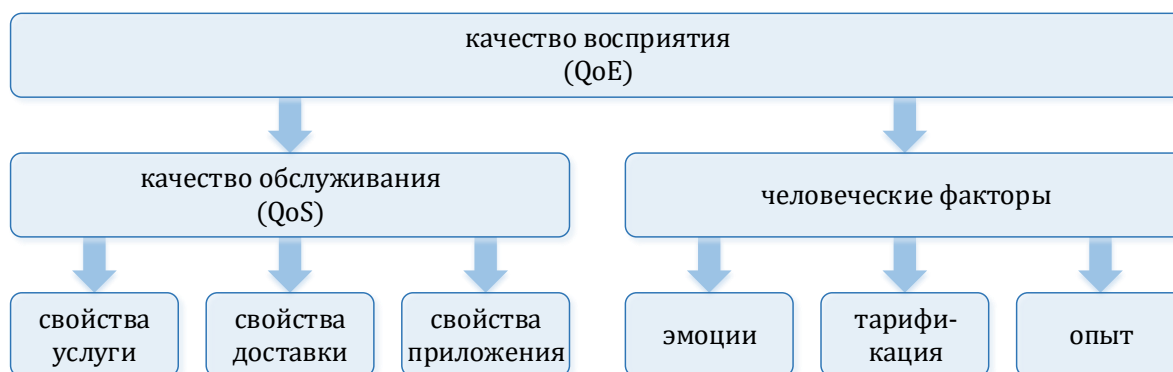 качество восприятия
(QoE)
качество обслуживания
(QoS)
человеческие факторы
свойства
услуги
свойства
доставки
свойства
приложения
эмоции
тарифи-
кация
опыт